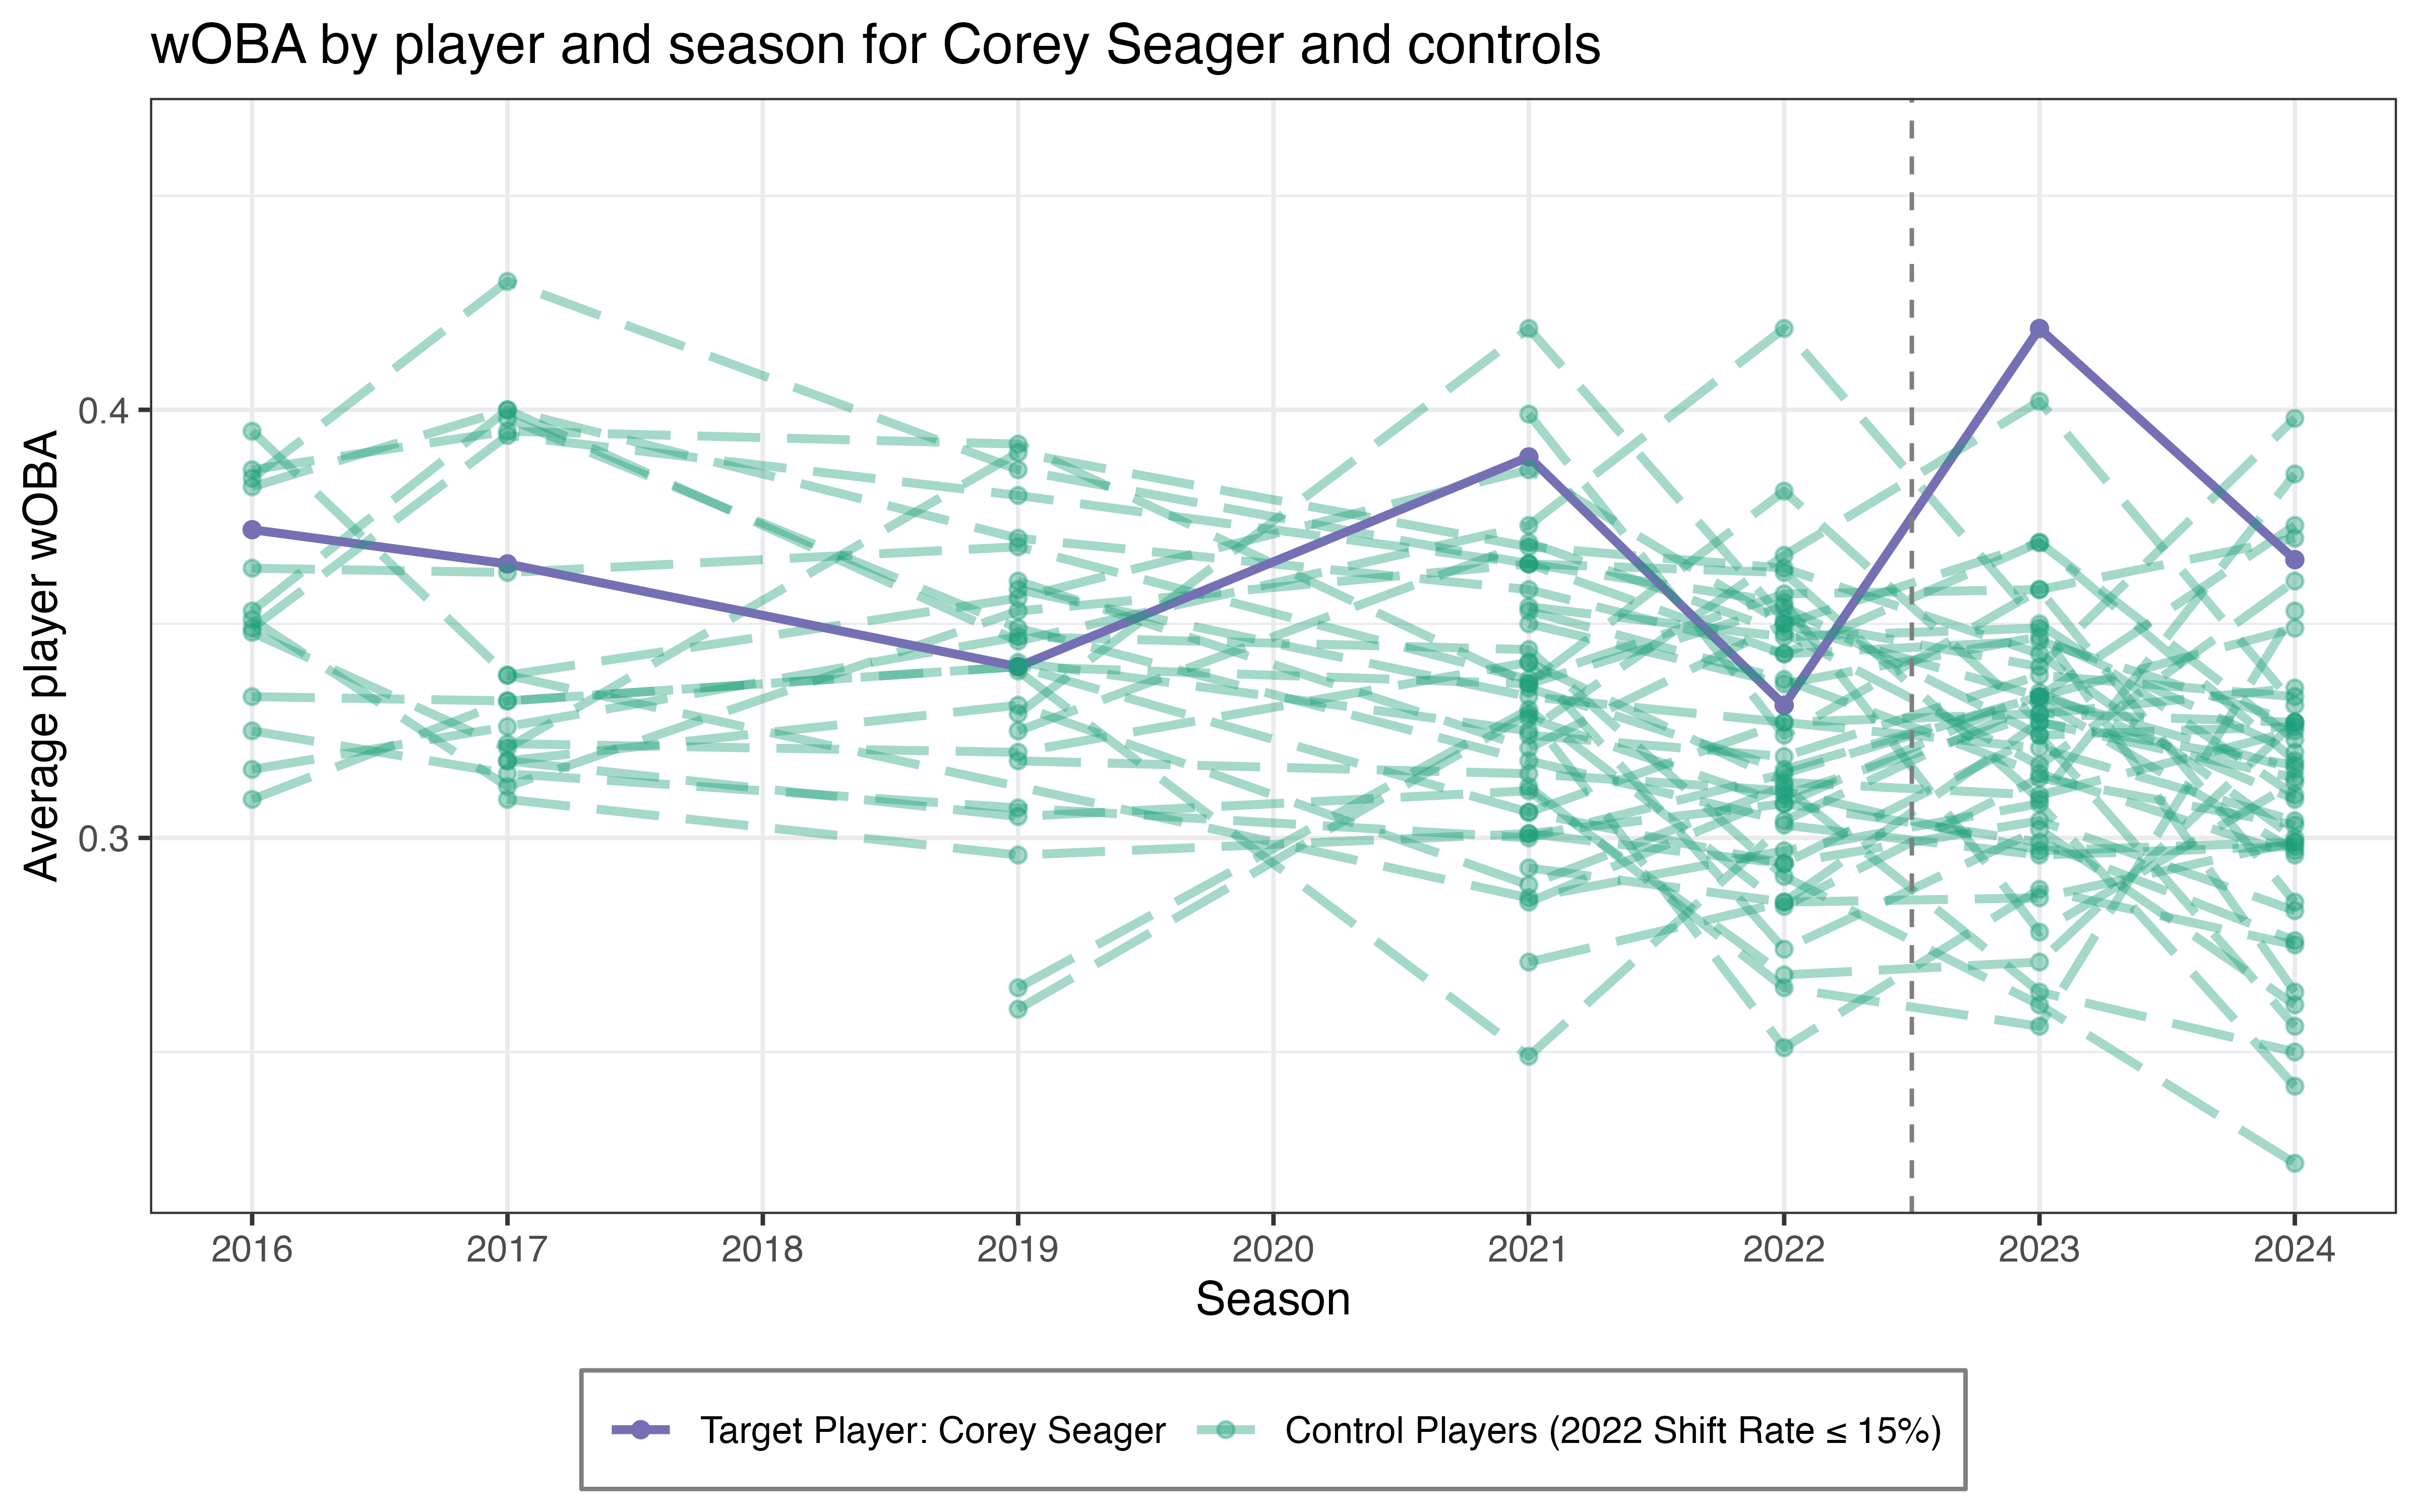 wOBA by player and season for Corey Seager and controls
Average player wOBA
0.4
0.3
2016 2017 2018 2019 2020 2021 2022 2023 2024
Season
Target Player: Corey Seager Control Players (2022 Shift Rate ≤ 15%)